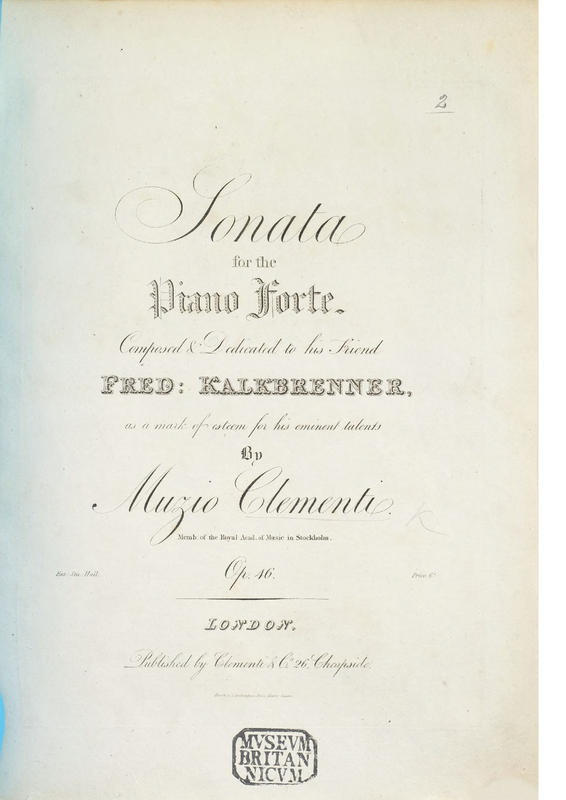 2
Sonata
for the
Piano Forte.
Composed & Dedicated to his Friend
FRED: KALKBRENNER,
as a mark of esteem for his eminent talents
By
Muzio Clementi.
K
Memb. of the Royal Acad. of Music in Stockholm.
Ent. Sta. Hall. Op. 46. Price 6s
LONDON.
Published by Clementi & Co. 26, Cheapside.
MVSEVM
BRITAN
NICVM